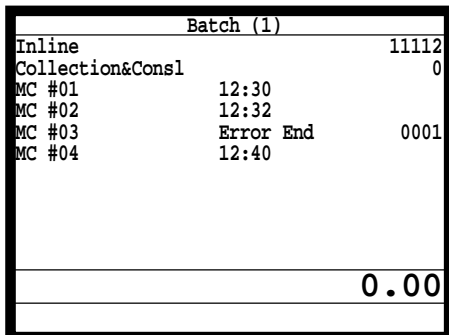 Batch (1)
Inline 11112
Collection&Consl 0
MC #01 12:30
MC #02 12:32
MC #03 Error End 0001
MC #04 12:40
0.00